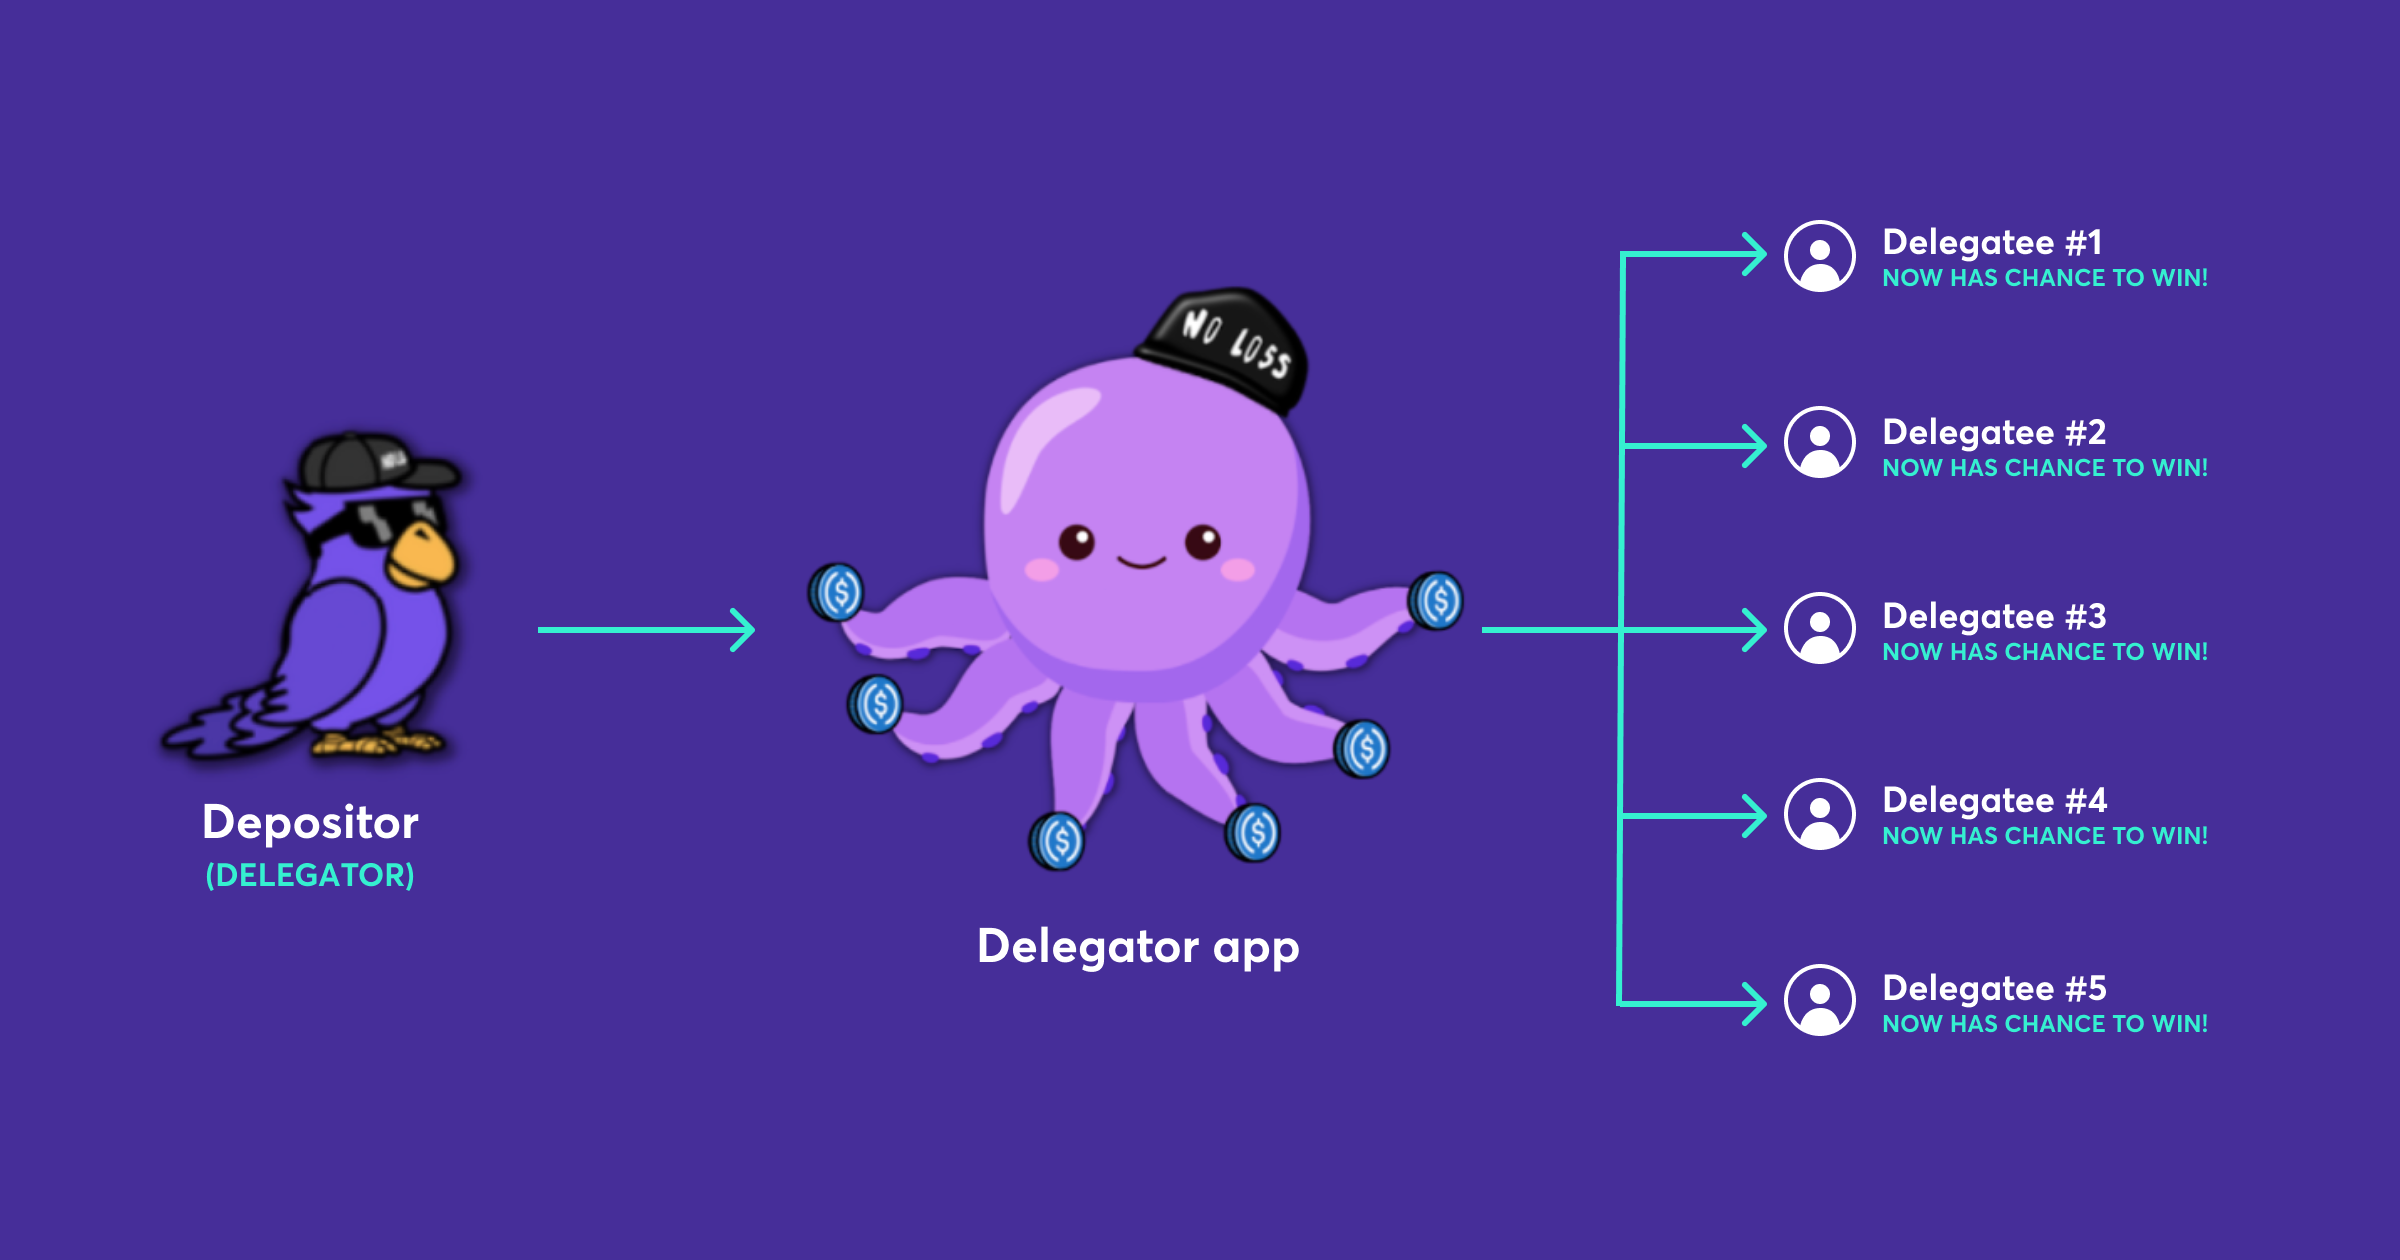 Depositor
(DELEGATOR)
NO LOSS
Delegator app
Delegatee #1
NOW HAS CHANCE TO WIN!
Delegatee #2
NOW HAS CHANCE TO WIN!
Delegatee #3
NOW HAS CHANCE TO WIN!
Delegatee #4
NOW HAS CHANCE TO WIN!
Delegatee #5
NOW HAS CHANCE TO WIN!